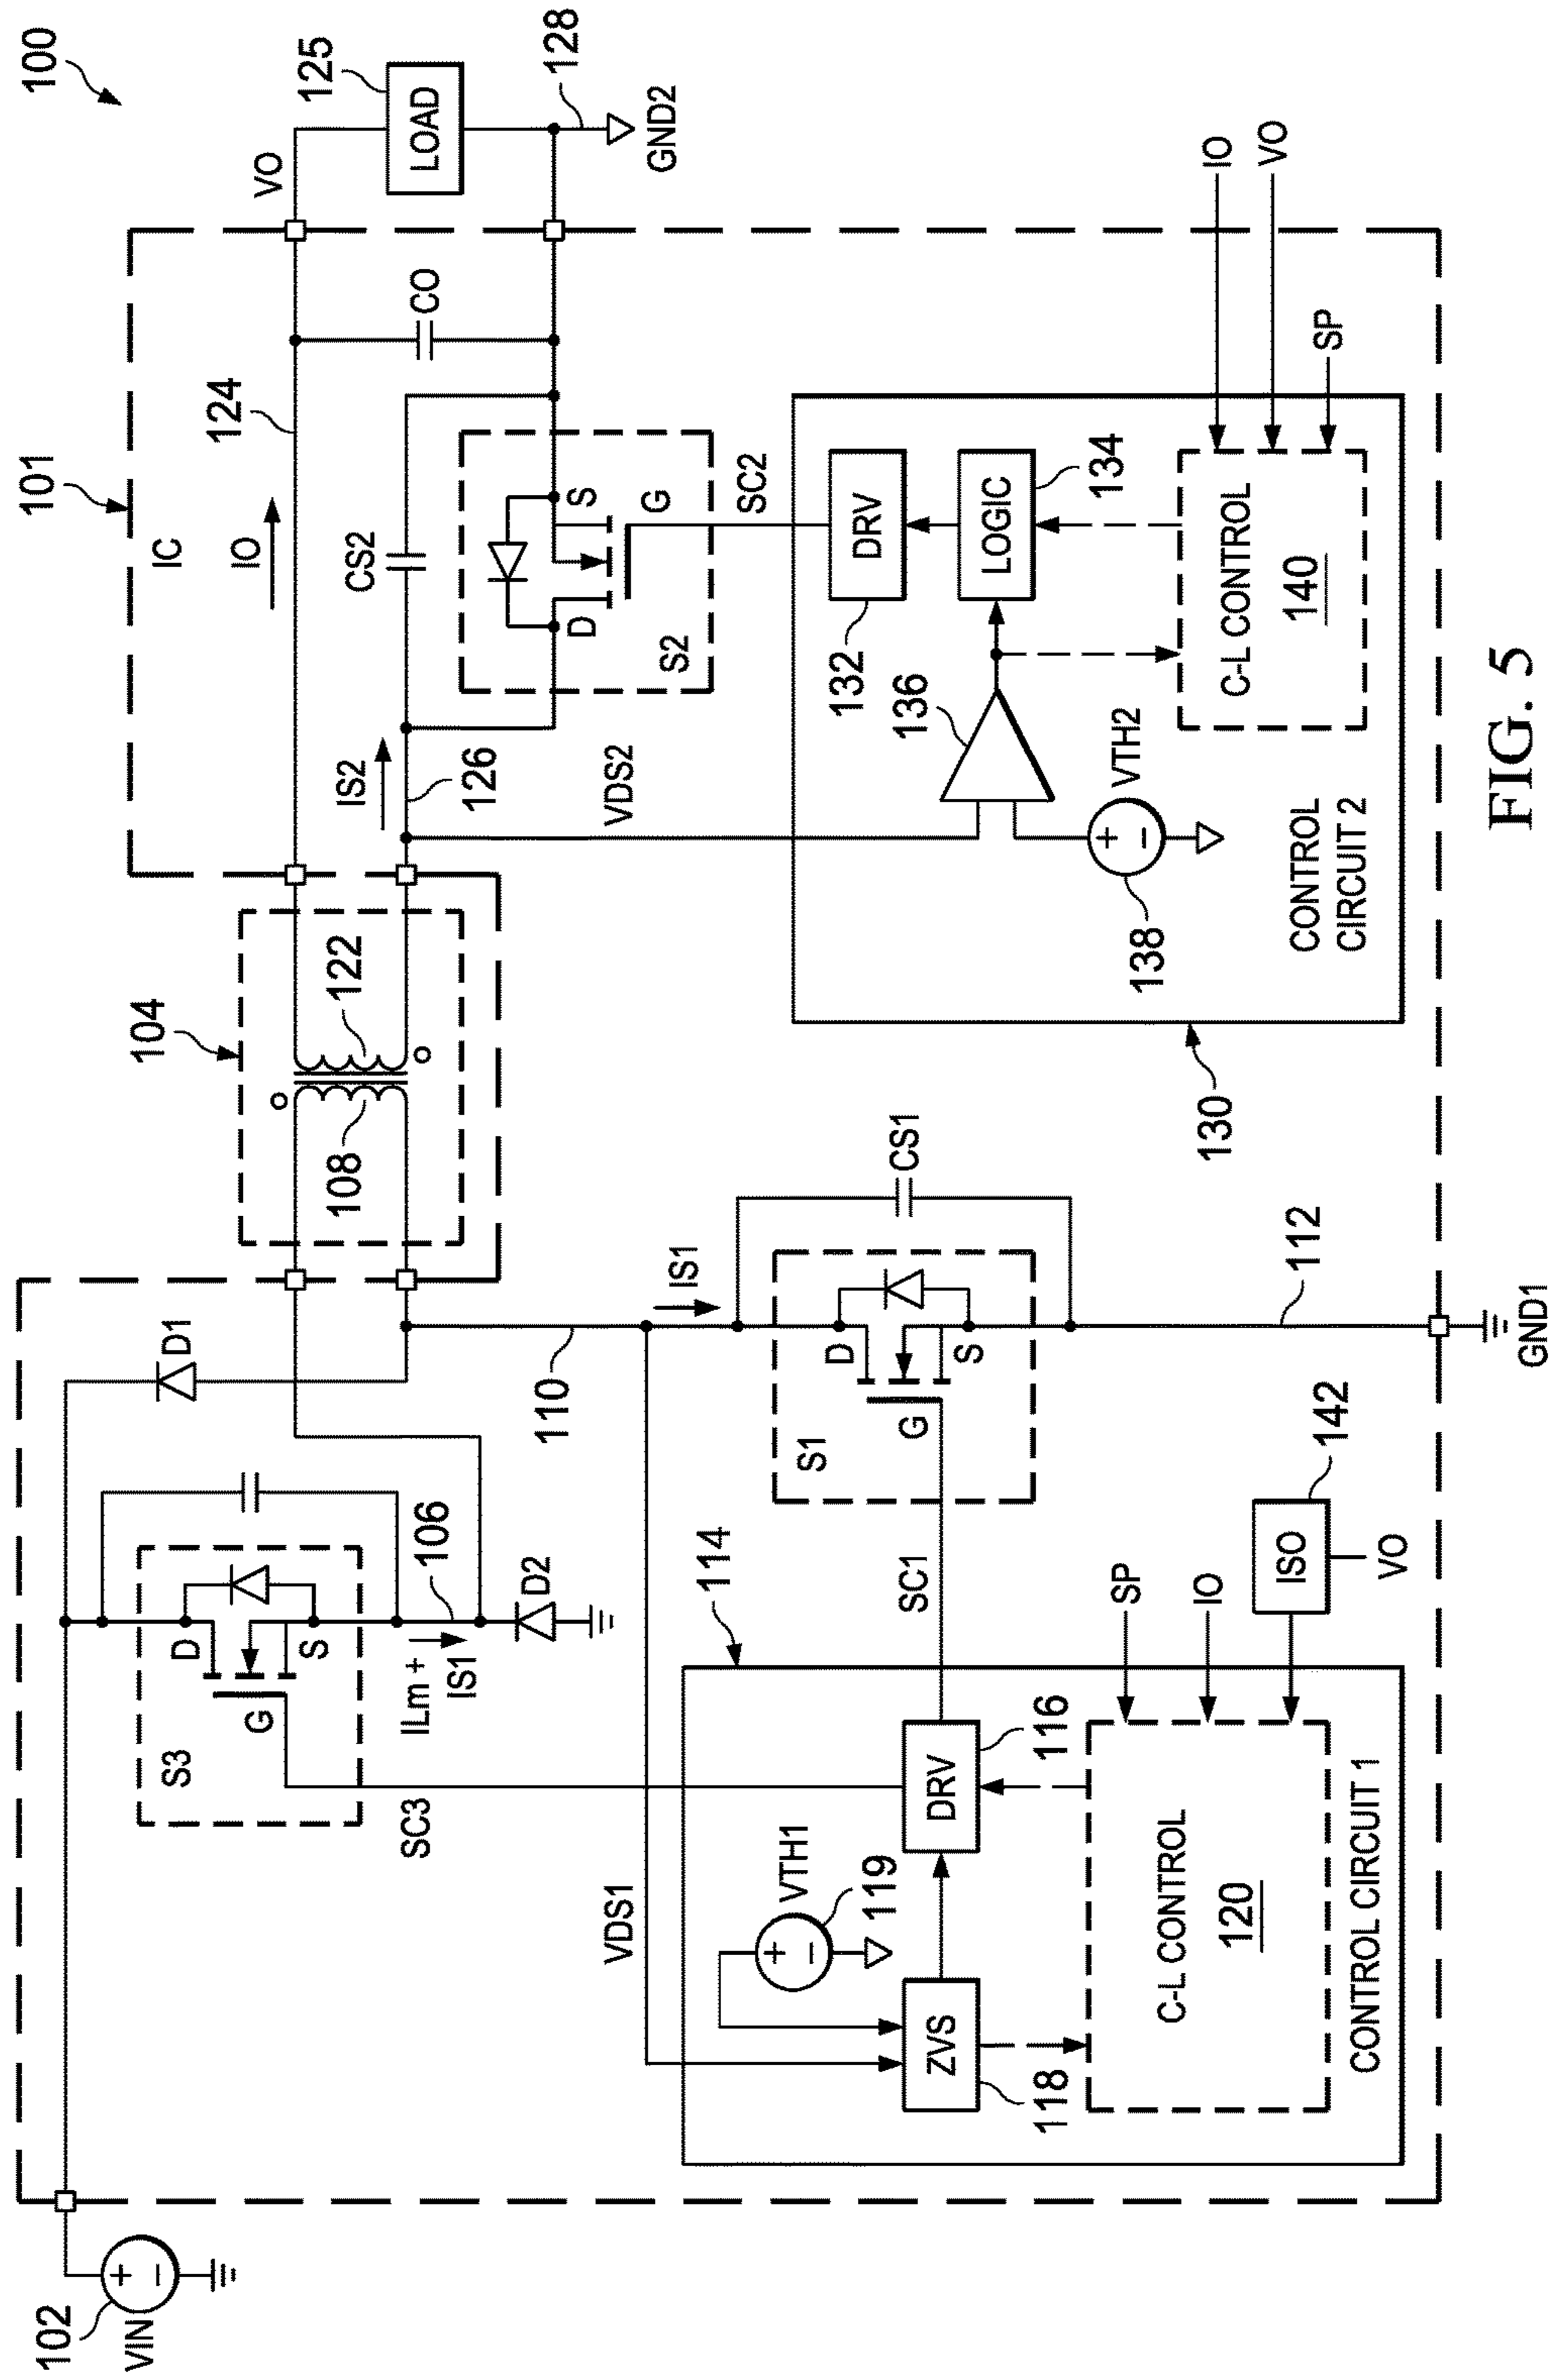 100
101
IC
VO
125
LOAD
128
GND2
124
IO
CO
104
108
122
IS2
126
CS2
S
D
G
S2
VDS2
SC2
DRV
132
LOGIC
134
136
VTH2
+
−
138
C-L CONTROL
140
CONTROL
CIRCUIT 2
130
IO
VO
SP
102
VIN
+
−
D1
S3
D
S
G
SC3
106
ILm +
IS1
D2
110
IS1
CS1
S1
D
S
G
SC1
112
GND1
VDS1
114
VTH1
+
−
119
DRV
116
ZVS
118
C-L CONTROL
120
CONTROL CIRCUIT 1
SP
IO
ISO
142
VO
FIG. 5